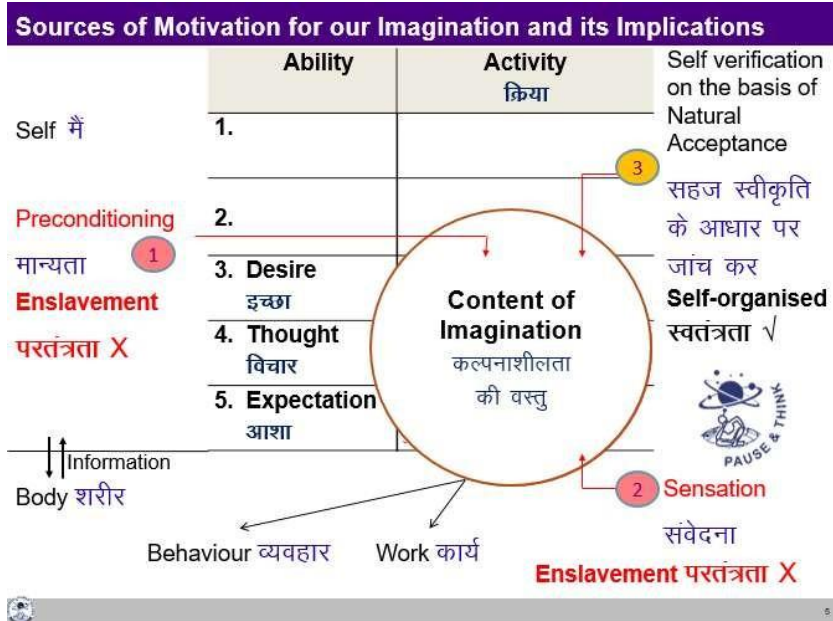 Sources of Motivation for our Imagination and its Implications
Ability
Activity
क्रिया
Self verification
on the basis of
Natural
Acceptance
3
सहज स्वीकृति
के आधार पर
जांच कर
Self-organised
स्वतंत्रता √
Self मैं
1.
Preconditioning
2.
मान्यता
1
Enslavement
परतंत्रता X
3. Desire
इच्छा
4. Thought
विचार
5. Expectation
आशा
Content of
Imagination
कल्पनाशीलता
की वस्तु
PAUSE & THINK
Information
Body शरीर
2
Sensation
संवेदना
Behaviour व्यवहार
Work कार्य
Enslavement परतंत्रता X